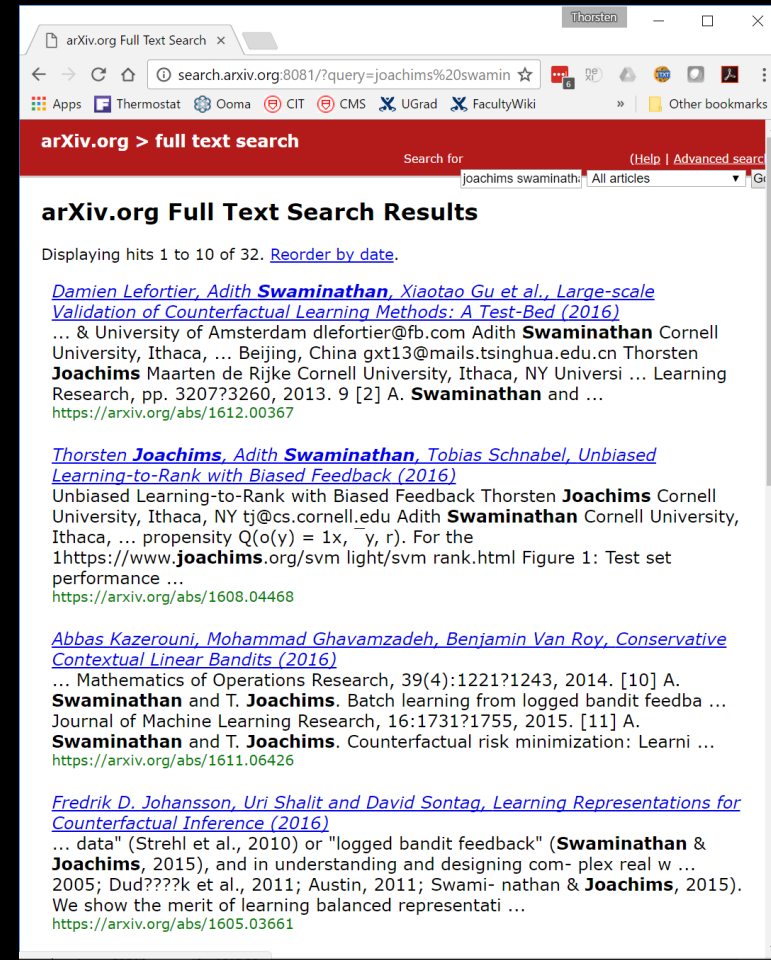 Thorsten
arXiv.org Full Text Search
search.arxiv.org:8081/?query=joachims%20swamin
6
Apps Thermostat Ooma CIT CMS UGrad FacultyWiki » Other bookmarks
arXiv.org > full text search
Search for (Help | Advanced search
joachims swaminath All articles Go
arXiv.org Full Text Search Results
Displaying hits 1 to 10 of 32. Reorder by date.
Damien Lefortier, Adith Swaminathan, Xiaotao Gu et al., Large-scale
Validation of Counterfactual Learning Methods: A Test-Bed (2016)
... & University of Amsterdam dlefortier@fb.com Adith Swaminathan Cornell
University, Ithaca, ... Beijing, China gxt13@mails.tsinghua.edu.cn Thorsten
Joachims Maarten de Rijke Cornell University, Ithaca, NY Universi ... Learning
Research, pp. 3207?3260, 2013. 9 [2] A. Swaminathan and ...
https://arxiv.org/abs/1612.00367
Thorsten Joachims, Adith Swaminathan, Tobias Schnabel, Unbiased
Learning-to-Rank with Biased Feedback (2016)
Unbiased Learning-to-Rank with Biased Feedback Thorsten Joachims Cornell
University, Ithaca, NY tj@cs.cornell.edu Adith Swaminathan Cornell University,
Ithaca, ... propensity Q(o(y) = 1x, ¯y, r). For the
1https://www.joachims.org/svm light/svm rank.html Figure 1: Test set
performance ...
https://arxiv.org/abs/1608.04468
Abbas Kazerouni, Mohammad Ghavamzadeh, Benjamin Van Roy, Conservative
Contextual Linear Bandits (2016)
... Mathematics of Operations Research, 39(4):1221?1243, 2014. [10] A.
Swaminathan and T. Joachims. Batch learning from logged bandit feedba ...
Journal of Machine Learning Research, 16:1731?1755, 2015. [11] A.
Swaminathan and T. Joachims. Counterfactual risk minimization: Learni ...
https://arxiv.org/abs/1611.06426
Fredrik D. Johansson, Uri Shalit and David Sontag, Learning Representations for
Counterfactual Inference (2016)
... data" (Strehl et al., 2010) or "logged bandit feedback" (Swaminathan &
Joachims, 2015), and in understanding and designing com- plex real w ...
2005; Dud????k et al., 2011; Austin, 2011; Swami- nathan & Joachims, 2015).
We show the merit of learning balanced representati ...
https://arxiv.org/abs/1605.03661